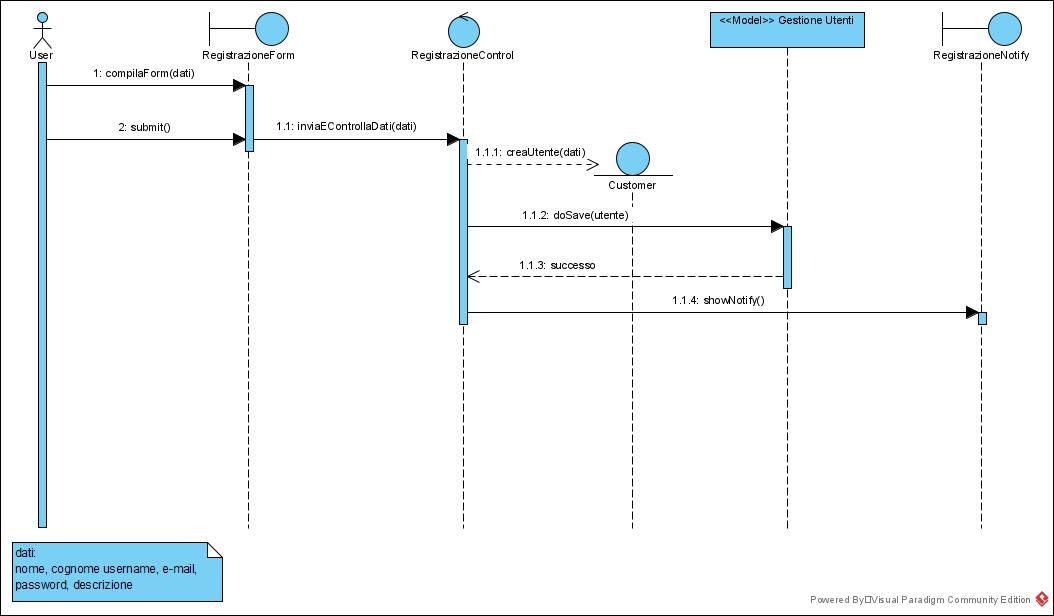 User
RegistrazioneForm
RegistrazioneControl
<<Model>> Gestione Utenti
RegistrazioneNotify
1: compilaForm(dati)
2: submit()
1.1: inviaEControllaDati(dati)
1.1.1: creaUtente(dati)
Customer
1.1.2: doSave(utente)
1.1.3: successo
1.1.4: showNotify()
dati:
nome, cognome username, e-mail,
password, descrizione
Powered By□Visual Paradigm Community Edition